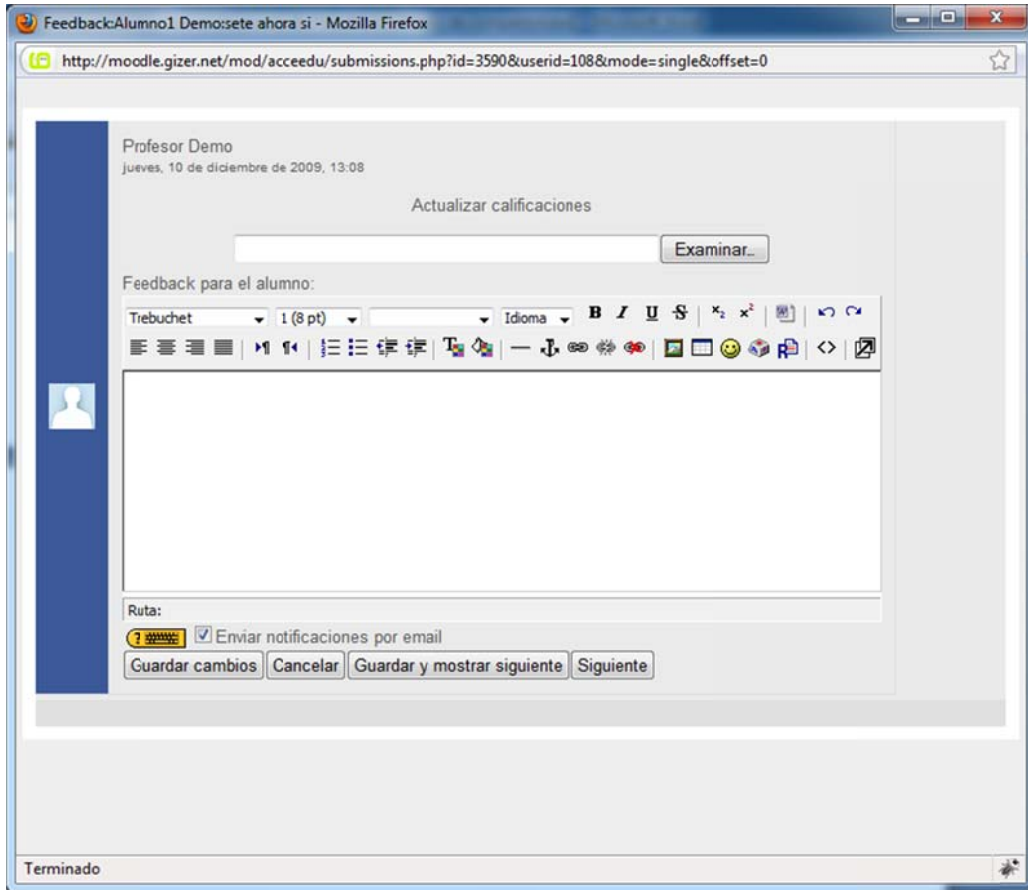 Feedback:Alumno1 Demo:sete ahora si - Mozilla Firefox
http://moodle.gizer.net/mod/acceedu/submissions.php?id=3590&userid=108&mode=single&offset=0
Profesor Demo
jueves, 10 de diciembre de 2009, 13:08
Actualizar calificaciones
Examinar...
Feedback para el alumno:
Trebuchet 1 (8 pt) Idioma B I U S x₂ x²
Ruta:
? Enviar notificaciones por email
Guardar cambios Cancelar Guardar y mostrar siguiente Siguiente
Terminado